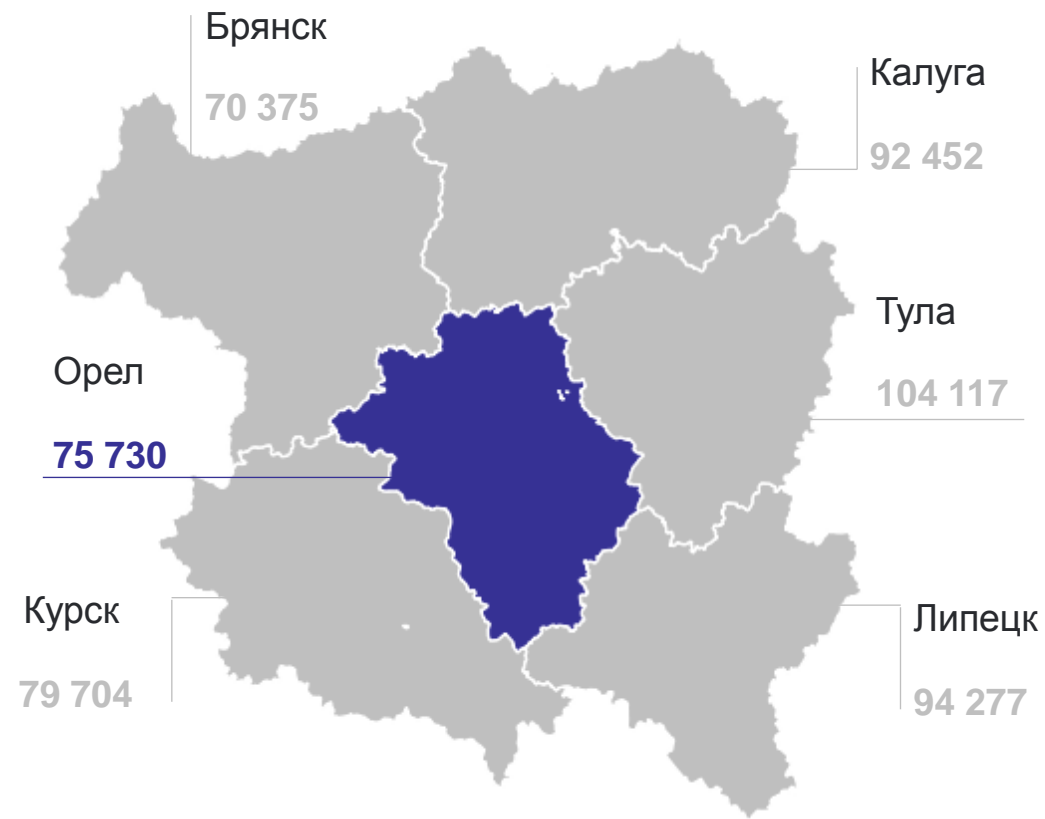 Брянск
70 375
Калуга
92 452
Тула
104 117
Орел
75 730
Курск
79 704
Липецк
94 277